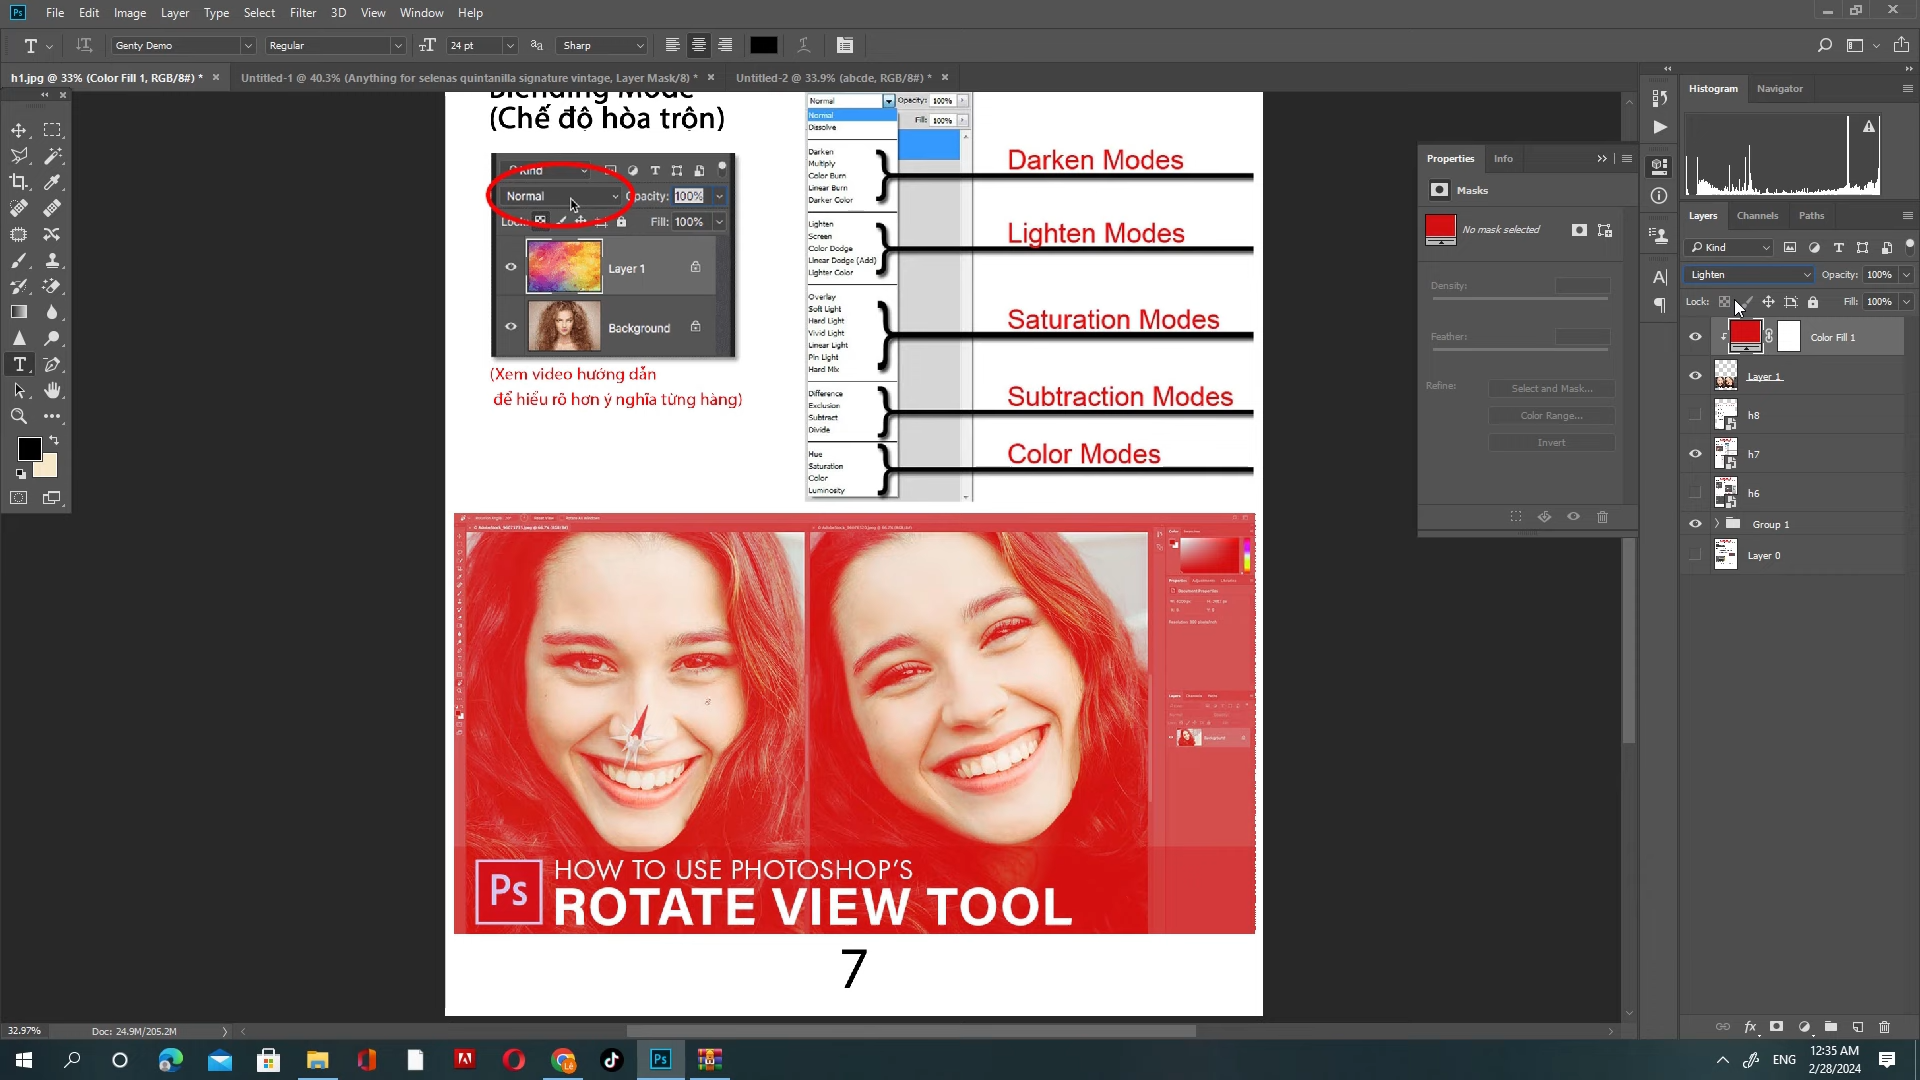 File Edit Image Layer Type Select Filter 3D View Window Help
Genty Demo Regular 24 pt Sharp
h1.jpg @ 33% (Color Fill 1, RGB/8#) * Untitled-1 @ 40.3% (Anything for selenas quintanilla signature vintage, Layer Mask/8) * Untitled-2 @ 33.9% (abcde, RGB/8#) *
Blending Mode
(Chế độ hòa trộn)
Kind
Normal Opacity: 100%
Lock: Fill: 100%
Layer 1
Background
(Xem video hướng dẫn
để hiểu rõ hơn ý nghĩa từng hàng)
Normal Opacity: 100%
Normal Fill: 100%
Dissolve
Darken
Multiply
Color Burn
Linear Burn
Darker Color
Darken Modes
Lighten
Screen
Color Dodge
Linear Dodge (Add)
Lighter Color
Lighten Modes
Overlay
Soft Light
Hard Light
Vivid Light
Linear Light
Pin Light
Hard Mix
Saturation Modes
Difference
Exclusion
Subtract
Divide
Subtraction Modes
Hue
Saturation
Color
Luminosity
Color Modes
Ps HOW TO USE PHOTOSHOP'S
ROTATE VIEW TOOL
7
Properties Info
Masks
No mask selected
Density:
Feather:
Refine: Select and Mask...
Color Range...
Invert
Histogram Navigator
Layers Channels Paths
Kind
Lighten Opacity: 100%
Lock: Fill: 100%
Color Fill 1
Layer 1
h8
h7
h6
Group 1
Layer 0
32.97% Doc: 24.9M/205.2M
ENG 12:35 AM
2/28/2024